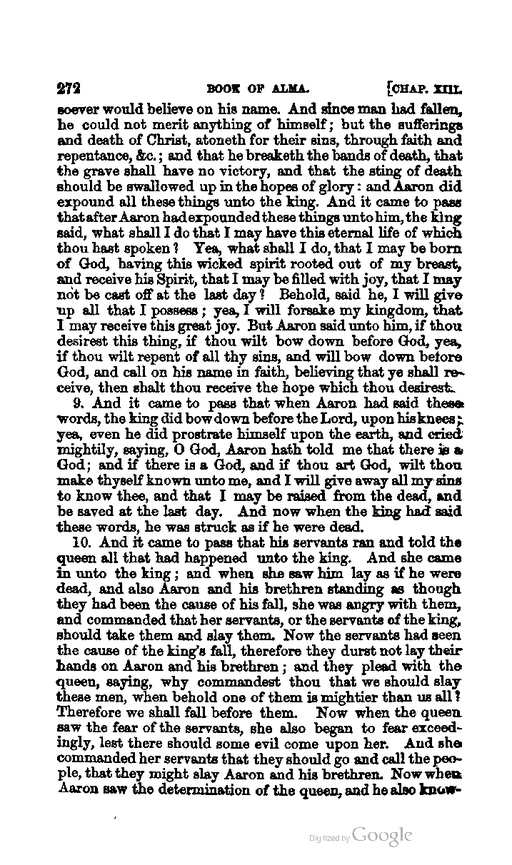 272 BOOK OF ALMA. [CHAP. XIII.
soever would believe on his name. And since man had fallen,
he could not merit anything of himself; but the sufferings
and death of Christ, atoneth for their sins, through faith and
repentance, &c.; and that he breaketh the bands of death, that
the grave shall have no victory, and that the sting of death
should be swallowed up in the hopes of glory: and Aaron did
expound all these things unto the king. And it came to pass
that after Aaron had expounded these things unto him, the king
said, what shall I do that I may have this eternal life of which
thou hast spoken? Yea, what shall I do, that I may be born
of God, having this wicked spirit rooted out of my breast,
and receive his Spirit, that I may be filled with joy, that I may
not be cast off at the last day? Behold, said he, I will give
up all that I possess; yea, I will forsake my kingdom, that
I may receive this great joy. But Aaron said unto him, if thou
desirest this thing, if thou wilt bow down before God, yea,
if thou wilt repent of all thy sins, and will bow down before
God, and call on his name in faith, believing that ye shall re-
ceive, then shalt thou receive the hope which thou desirest.
9. And it came to pass that when Aaron had said these
words, the king did bow down before the Lord, upon his knees;
yea, even he did prostrate himself upon the earth, and cried
mightily, saying, O God, Aaron hath told me that there is a
God; and if there is a God, and if thou art God, wilt thou
make thyself known unto me, and I will give away all my sins
to know thee, and that I may be raised from the dead, and
be saved at the last day. And now when the king had said
these words, he was struck as if he were dead.
10. And it came to pass that his servants ran and told the
queen all that had happened unto the king. And she came
in unto the king; and when she saw him lay as if he were
dead, and also Aaron and his brethren standing as though
they had been the cause of his fall, she was angry with them,
and commanded that her servants, or the servants of the king,
should take them and slay them. Now the servants had seen
the cause of the king's fall, therefore they durst not lay their
hands on Aaron and his brethren; and they plead with the
queen, saying, why commandest thou that we should slay
these men, when behold one of them is mightier than us all?
Therefore we shall fall before them. Now when the queen
saw the fear of the servants, she also began to fear exceed-
ingly, lest there should some evil come upon her. And she
commanded her servants that they should go and call the peo-
ple, that they might slay Aaron and his brethren. Now when
Aaron saw the determination of the queen, and he also know-
Digitized by Google